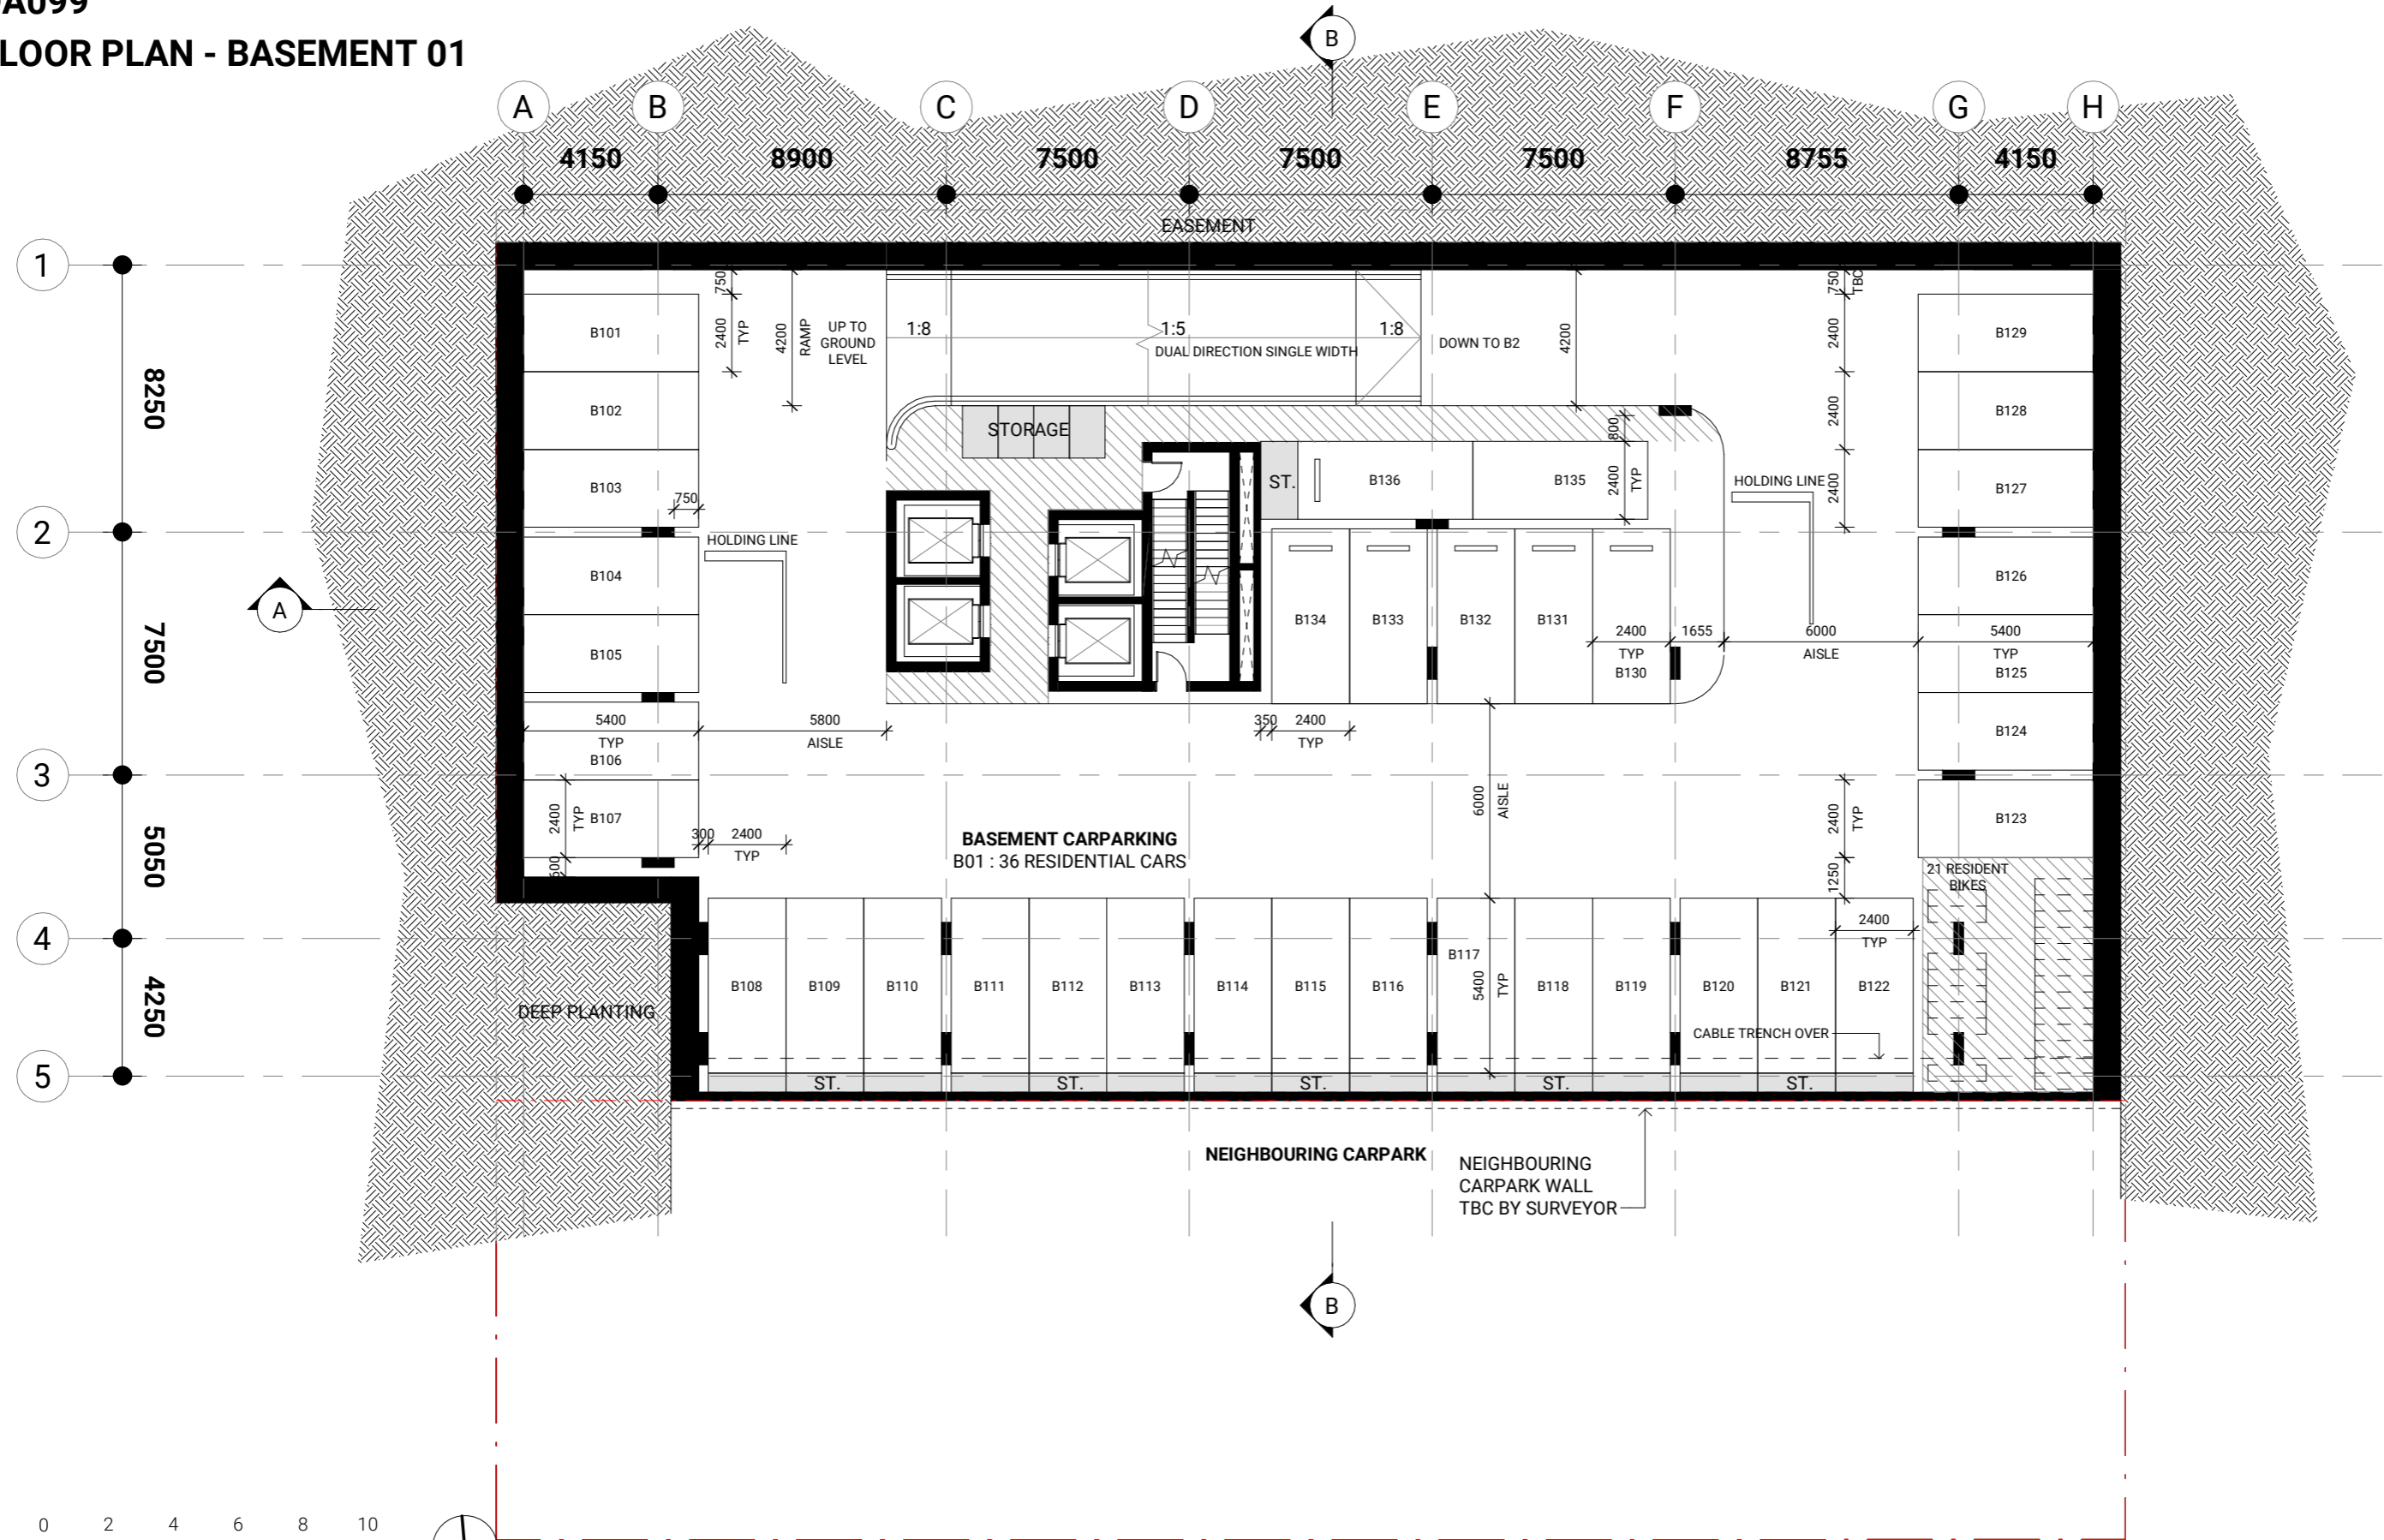 A099
LOOR PLAN - BASEMENT 01
B
A
B
C
D
E
F
G
H
4150
8900
7500
7500
7500
8755
4150
EASEMENT
1
2
3
4
5
8250
7500
5050
4250
A
750
2400
TYP
4200
RAMP
UP TO
GROUND
LEVEL
1:8
1:5
1:8
DUAL DIRECTION SINGLE WIDTH
DOWN TO B2
4200
750
TBC
2400
2400
2400
B101
B102
B103
750
B104
B105
5400
TYP
B106
5800
AISLE
2400
TYP
B107
600
300
2400
TYP
HOLDING LINE
STORAGE
ST.
B136
B135
800
2400
TYP
HOLDING LINE
B134
B133
B132
B131
2400
TYP
B130
1655
6000
AISLE
5400
TYP
B125
B129
B128
B127
B126
B124
B123
350
2400
TYP
6000
AISLE
2400
TYP
1250
BASEMENT CARPARKING
B01 : 36 RESIDENTIAL CARS
21 RESIDENT
BIKES
2400
TYP
B108
B109
B110
B111
B112
B113
B114
B115
B116
B117
5400
TYP
B118
B119
B120
B121
B122
CABLE TRENCH OVER
DEEP PLANTING
ST.
ST.
ST.
ST.
ST.
NEIGHBOURING CARPARK
NEIGHBOURING
CARPARK WALL
TBC BY SURVEYOR
B
0
2
4
6
8
10